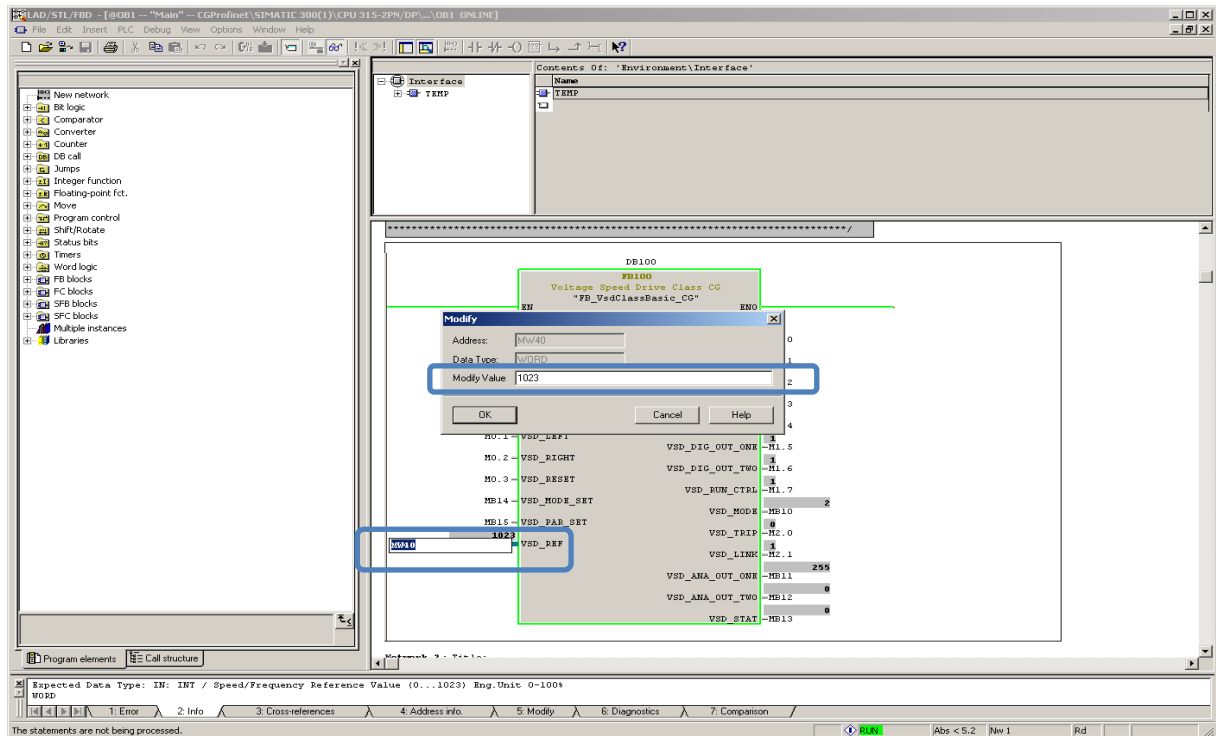 LAD/STL/FBD - [@OB1 -- "Main" -- CGProfinet\SIMATIC 300(1)\CPU 315-2PN/DP\...\OB1 ONLINE]
File Edit Insert PLC Debug View Options Window Help
New network
Bit logic
Comparator
Converter
Counter
DB call
Jumps
Integer function
Floating-point fct.
Move
Program control
Shift/Rotate
Status bits
Timers
Word logic
FB blocks
FC blocks
SFB blocks
SFC blocks
Multiple instances
Libraries
Program elements Call structure
Contents Of: 'Environment\Interface'
Interface
TEMP
Name
TEMP
*****************************************************************************/
DB100
FB100
Voltage Speed Drive Class CG
"FB_VsdClassBasic_CG"
EN ENO
Modify
Address: MW40
Data Type: WORD
Modify Value 1023
OK Cancel Help
0
1
2
3
4
M0.1 VSD_LEFT
1
VSD_DIG_OUT_ONE M1.5
M0.2 VSD_RIGHT
1
VSD_DIG_OUT_TWO M1.6
M0.3 VSD_RESET
1
VSD_RUN_CTRL M1.7
MB14 VSD_MODE_SET
2
VSD_MODE MB10
MB15 VSD_PAR_SET
0
VSD_TRIP M2.0
1023
MW40 VSD_REF
1
VSD_LINK M2.1
255
VSD_ANA_OUT_ONE MB11
0
VSD_ANA_OUT_TWO MB12
0
VSD_STAT MB13
Expected Data Type: IN: INT / Speed/Frequency Reference Value (0...1023) Eng.Unit 0-100%
WORD
1: Error 2: Info 3: Cross-references 4: Address info. 5: Modify 6: Diagnostics 7: Comparison
The statements are not being processed. RUN Abs < 5.2 Nw 1 Rd